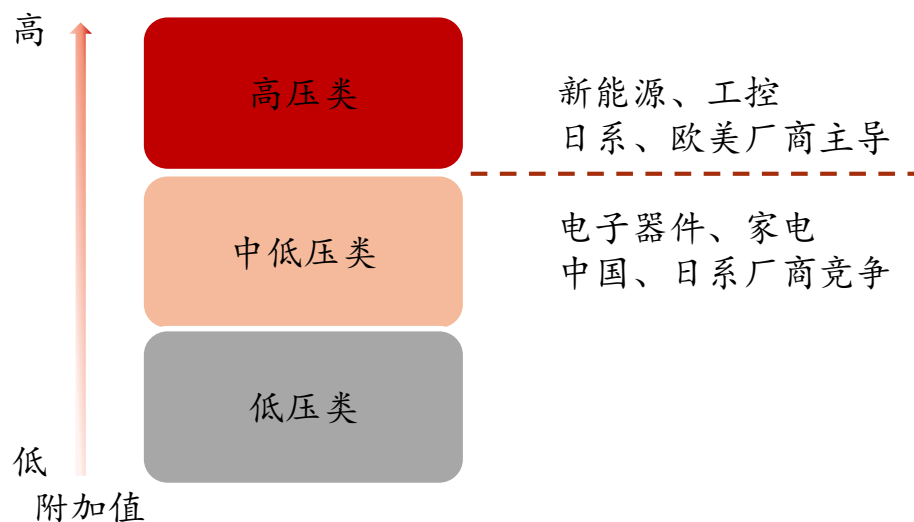 高
高压类
新能源、工控
日系、欧美厂商主导
中低压类
电子器件、家电
中国、日系厂商竞争
低压类
低
附加值